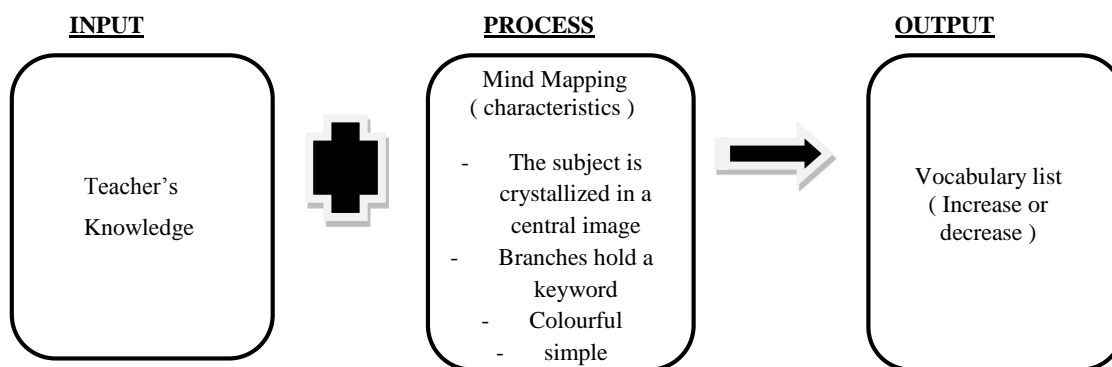 INPUT
PROCESS
OUTPUT
Teacher’s
Knowledge
Mind Mapping
( characteristics )
- The subject is
crystallized in a
central image
- Branches hold a
keyword
- Colourful
- simple
Vocabulary list
( Increase or
decrease )